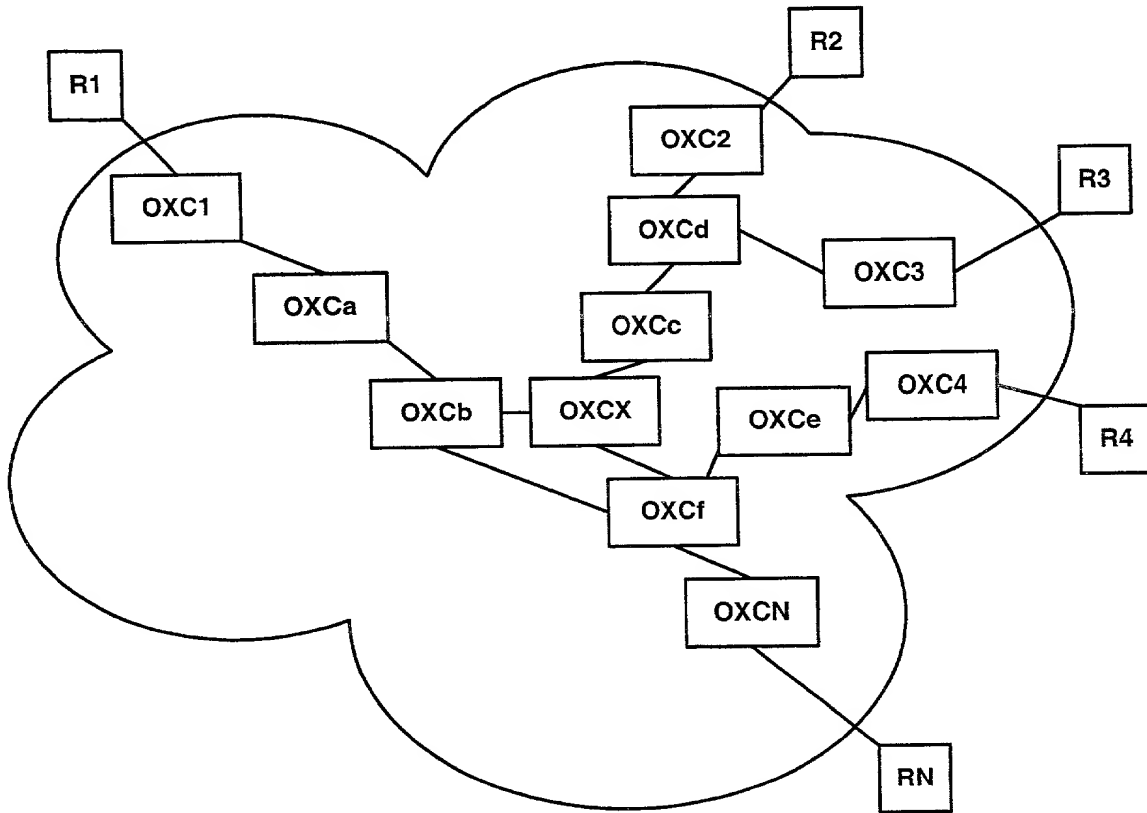 R2
R1
OXC2
R3
OXC1
OXCd
OXC3
OXCa
OXCc
OXC4
OXCb
OXCX
OXCe
R4
OXCf
OXCN
RN